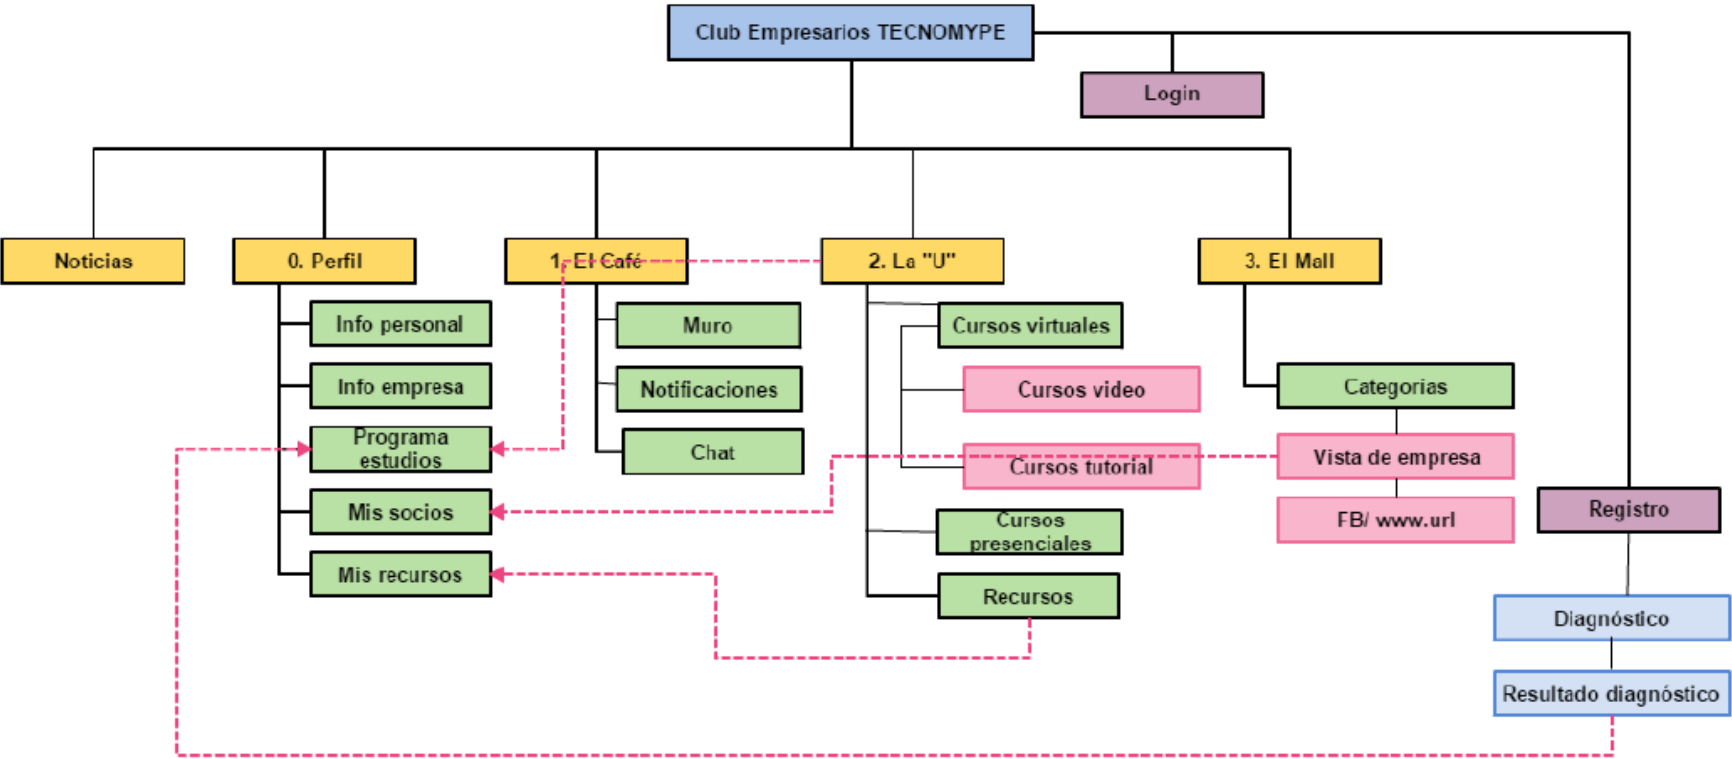 Club Empresarios TECNOMYPE
Login
Noticias
0. Perfil
1. El Café
2. La "U"
3. El Mall
Info personal
Info empresa
Programa
estudios
Mis socios
Mis recursos
Muro
Notificaciones
Chat
Cursos virtuales
Cursos video
Cursos tutorial
Cursos
presenciales
Recursos
Categorias
Vista de empresa
FB/ www.url
Registro
Diagnóstico
Resultado diagnóstico